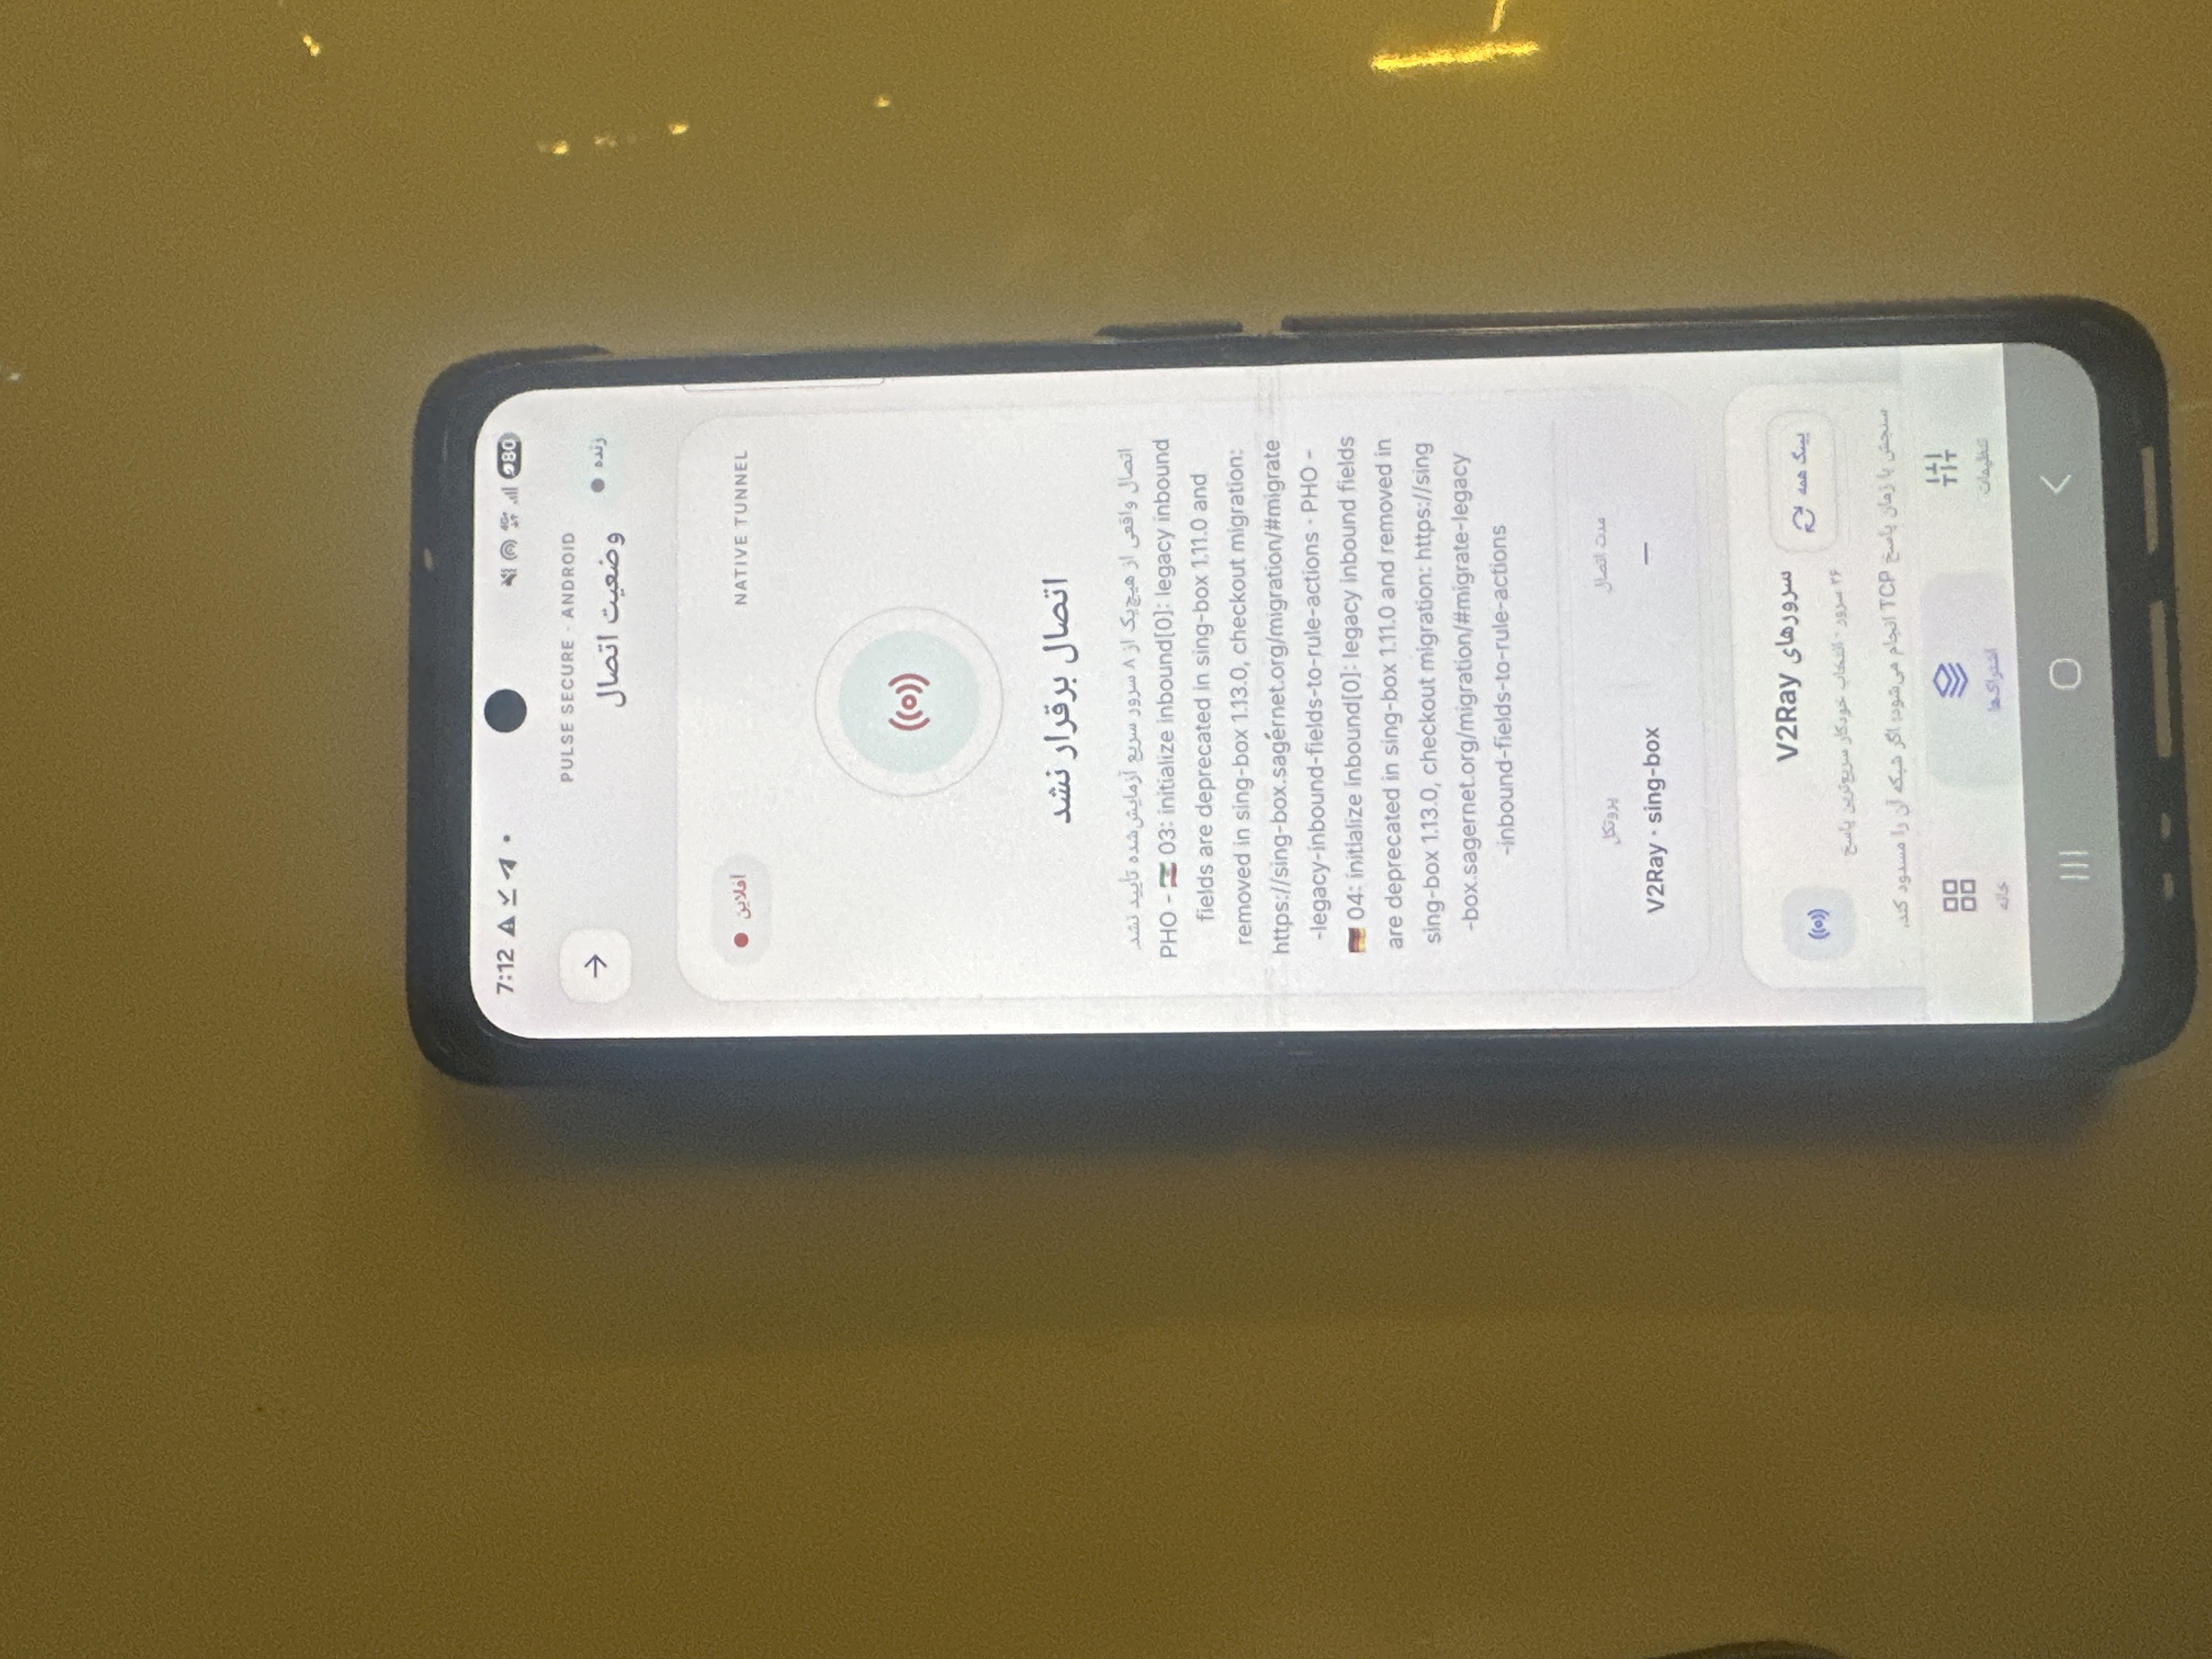 7:12
80
PULSE SECURE · ANDROID
وضعیت اتصال
زنده
NATIVE TUNNEL
آفلاین
اتصال برقرار نشد
اتصال واقعی از هیچ‌یک از ۸ سرور سریع آزمایش‌شده تأیید نشد.
PHO - 03: initialize inbound[0]: legacy inbound
fields are deprecated in sing-box 1.11.0 and
removed in sing-box 1.13.0, checkout migration:
https://sing-box.sagernet.org/migration/#migrate
-legacy-inbound-fields-to-rule-actions · PHO -
🇩🇪 04: initialize inbound[0]: legacy inbound fields
are deprecated in sing-box 1.11.0 and removed in
sing-box 1.13.0, checkout migration: https://sing
-box.sagernet.org/migration/#migrate-legacy
-inbound-fields-to-rule-actions
مدت اتصال
—
پروتکل
V2Ray · sing-box
سرورهای V2Ray
پینگ همه
۲۶ سرور · انتخاب خودکار سریع‌ترین پاسخ
سنجش با زمان پاسخ TCP انجام می‌شود؛ اگر شبکه آن را مسدود کند،
تنظیمات
اشتراک‌ها
خانه